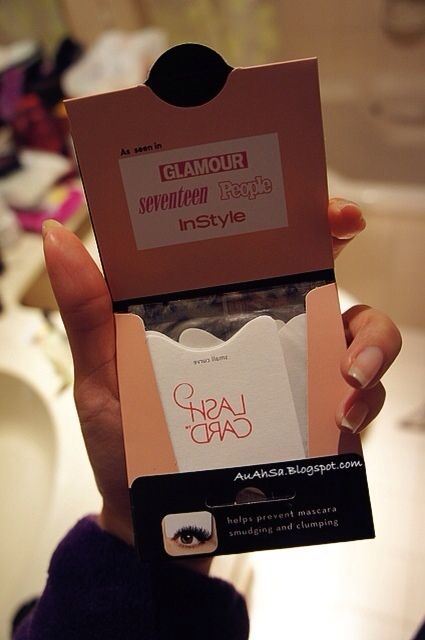 As seen in
GLAMOUR
seventeen People
InStyle
small curve
LASH
CARD™
AuAhSa.Blogspot.com
helps prevent mascara
smudging and clumping